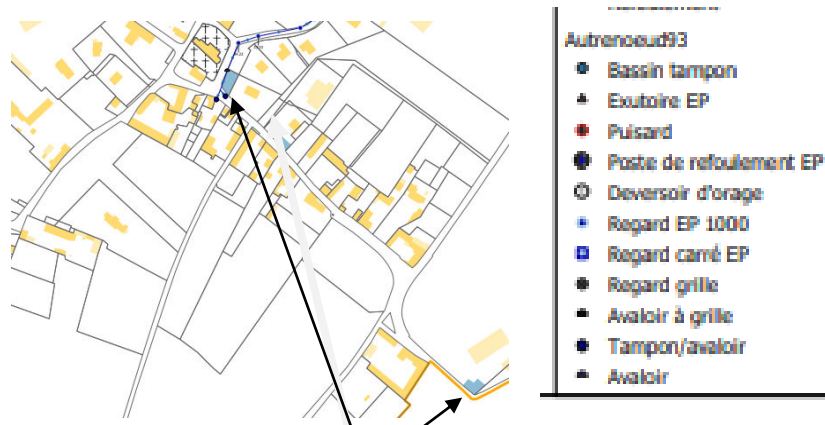 Autrenoeud93
Bassin tampon
Exutoire EP
Puisard
Poste de refoulement EP
Deversoir d'orage
Regard EP 1000
Regard carré EP
Regard grille
Avaloir à grille
Tampon/avaloir
Avaloir